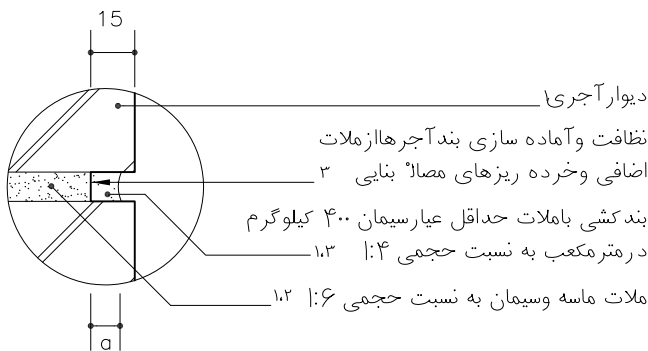 15
دیوارآجری۱
نظافت وآماده سازی بندآجرهاازملات
اضافی وخرده ریزهای مصالح بنایی ۳
بندکشی باملات حداقل عیارسیمان ۴۰۰ کیلوگرم
درمترمکعب به نسبت حجمی ۱:۴ ۱،۳
ملات ماسه وسیمان به نسبت حجمی ۱:۶ ۱،۲
a